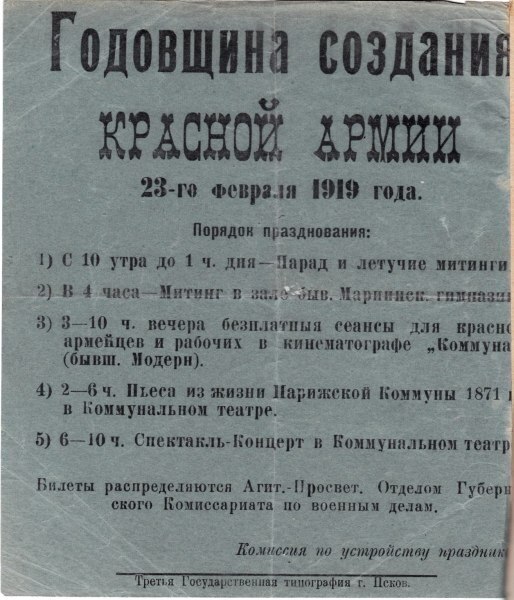 Годовщина создания
КРАСНОЙ АРМИИ
23-го февраля 1919 года.
Порядок празднования:
1) С 10 утра до 1 ч. дня—Парад и летучие митинги
2) В 4 часа—Митинг в зале быв. Мариинск. гимназии
3) 3—10 ч. вечера безплатныя сеансы для красно
армейцев и рабочих в кинематографе „Коммуна
(бывш. Модерн).
4) 2—6 ч. Пьеса из жизни Парижской Коммуны 1871 г
в Коммунальном театре.
5) 6—10 ч. Спектакль-Концерт в Коммунальном театр
Билеты распределяются Агит.-Просвет. Отделом Губерн
ского Комиссариата по военным делам.
Комиссия по устройству праздник
Третья Государственная типография г. Псков.